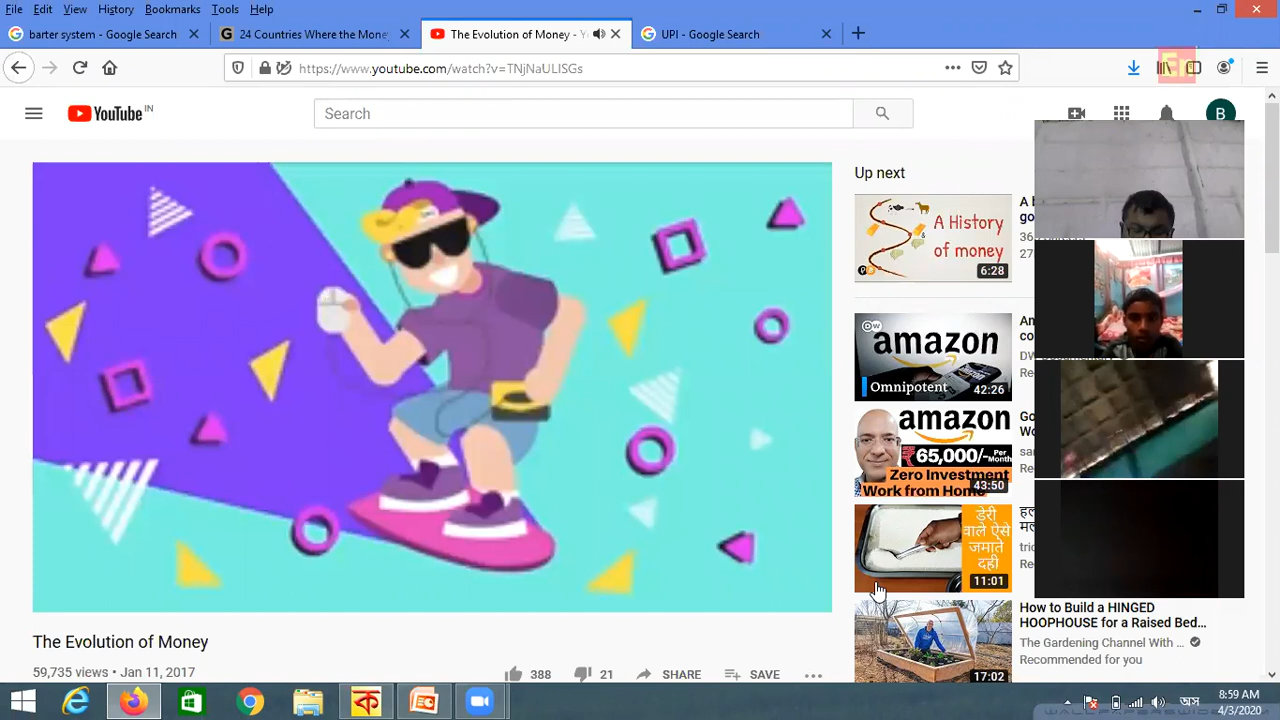 File Edit View History Bookmarks Tools Help
barter system - Google Search
24 Countries Where the Mone
The Evolution of Money - Y
UPI - Google Search
https://www.youtube.com/watch?v=TNjNaULISGs
YouTube IN
Search
B
Up next
A History
of money
6:28
amazon
Omnipotent
42:26
amazon
₹65,000/- Per Month
Zero Investment
Work from Home
43:50
डेरी
वाले ऐसे
जमाते
दही
11:01
17:02
How to Build a HINGED
HOOPHOUSE for a Raised Bed...
The Gardening Channel With ...
Recommended for you
The Evolution of Money
59,735 views • Jan 11, 2017
388 21 SHARE SAVE
8:59 AM
4/3/2020